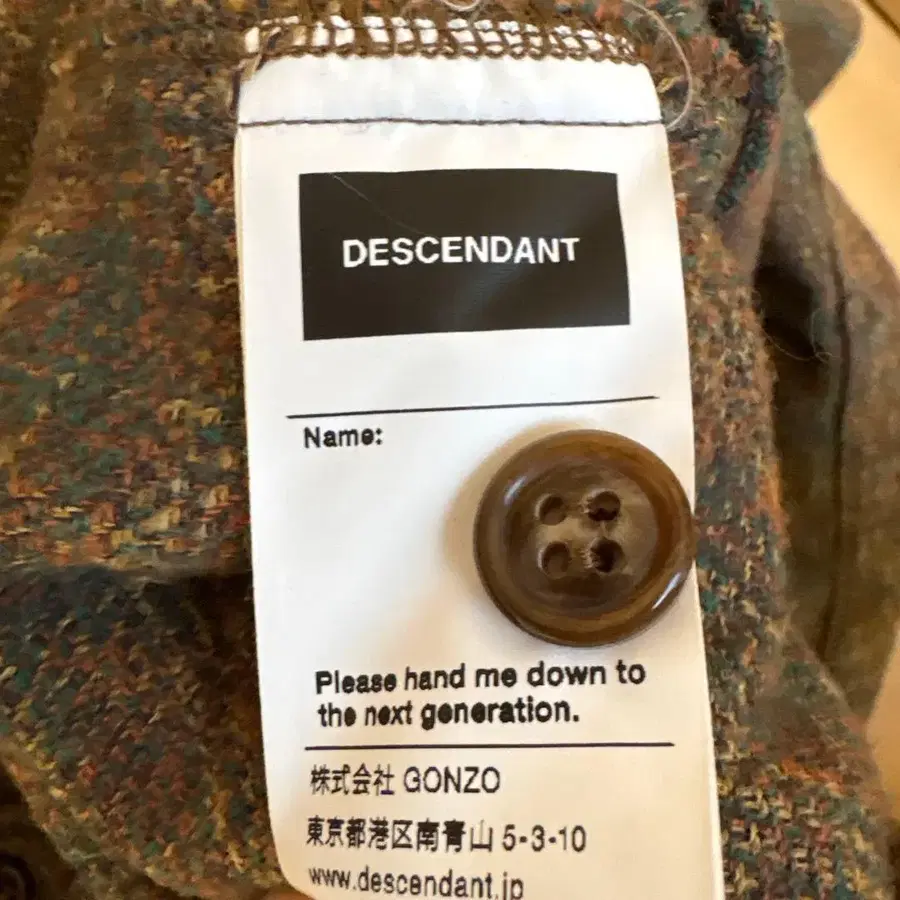 DESCENDANT
Name:
Please hand me down to
the next generation.
株式会社 GONZO
東京都港区南青山 5-3-10
www.descendant.jp